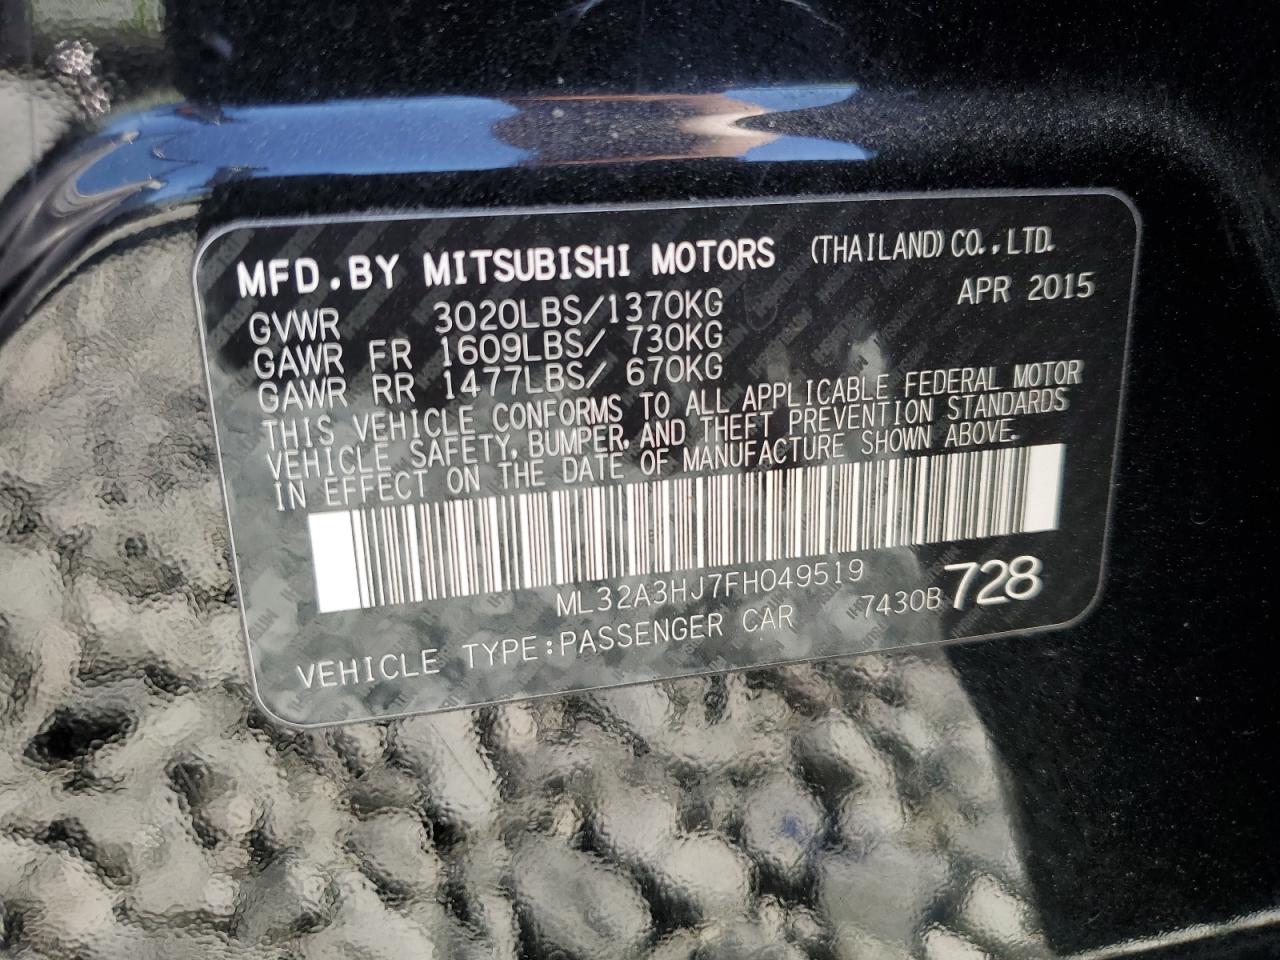 MFD.BY MITSUBISHI MOTORS (THAILAND) CO.,LTD.
APR 2015
GVWR 3020LBS/1370KG
GAWR FR 1609LBS/ 730KG
GAWR RR 1477LBS/ 670KG
THIS VEHICLE CONFORMS TO ALL APPLICABLE FEDERAL MOTOR
VEHICLE SAFETY, BUMPER, AND THEFT PREVENTION STANDARDS
IN EFFECT ON THE DATE OF MANUFACTURE SHOWN ABOVE.
ML32A3HJ7FH049519
VEHICLE TYPE:PASSENGER CAR 7430B 728